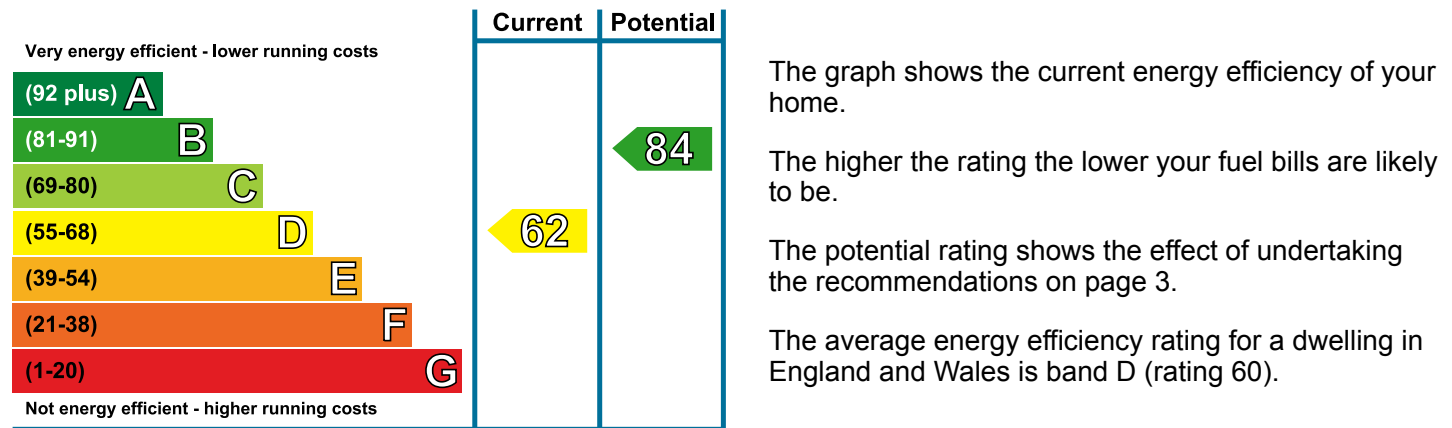 Current Potential
Very energy efficient - lower running costs
(92 plus) A
(81-91) B
84
(69-80) C
(55-68) D
62
(39-54) E
(21-38) F
(1-20) G
Not energy efficient - higher running costs
The graph shows the current energy efficiency of your
home.
The higher the rating the lower your fuel bills are likely
to be.
The potential rating shows the effect of undertaking
the recommendations on page 3.
The average energy efficiency rating for a dwelling in
England and Wales is band D (rating 60).